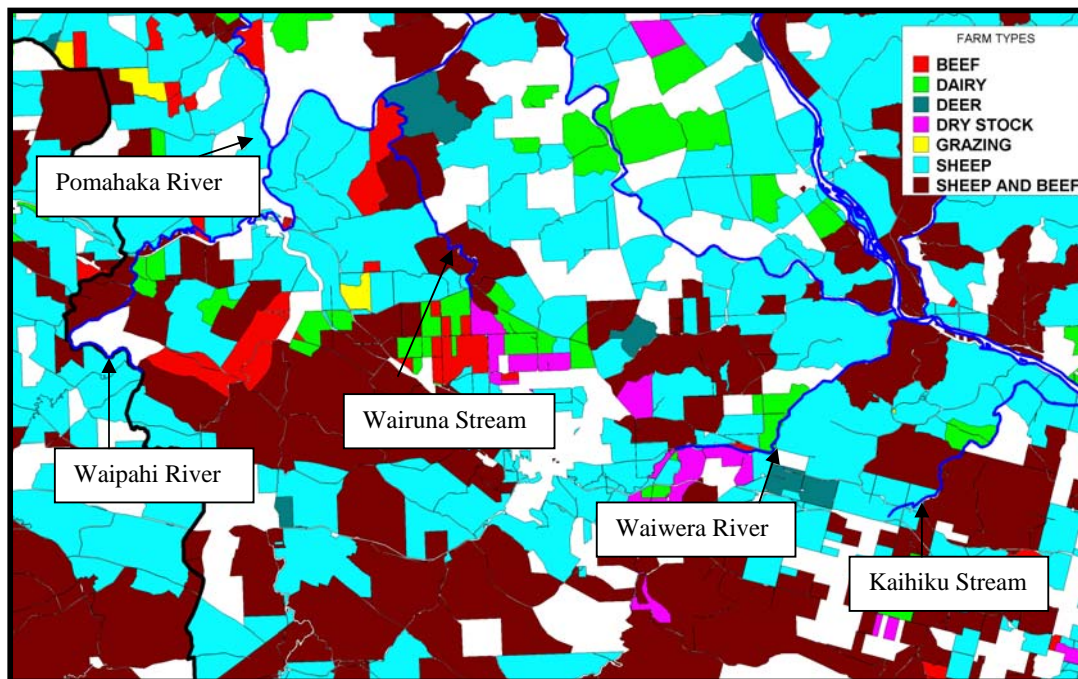 FARM TYPES
BEEF
DAIRY
DEER
DRY STOCK
GRAZING
SHEEP
SHEEP AND BEEF
Pomahaka River
Wairuna Stream
Waipahi River
Waiwera River
Kaihiku Stream